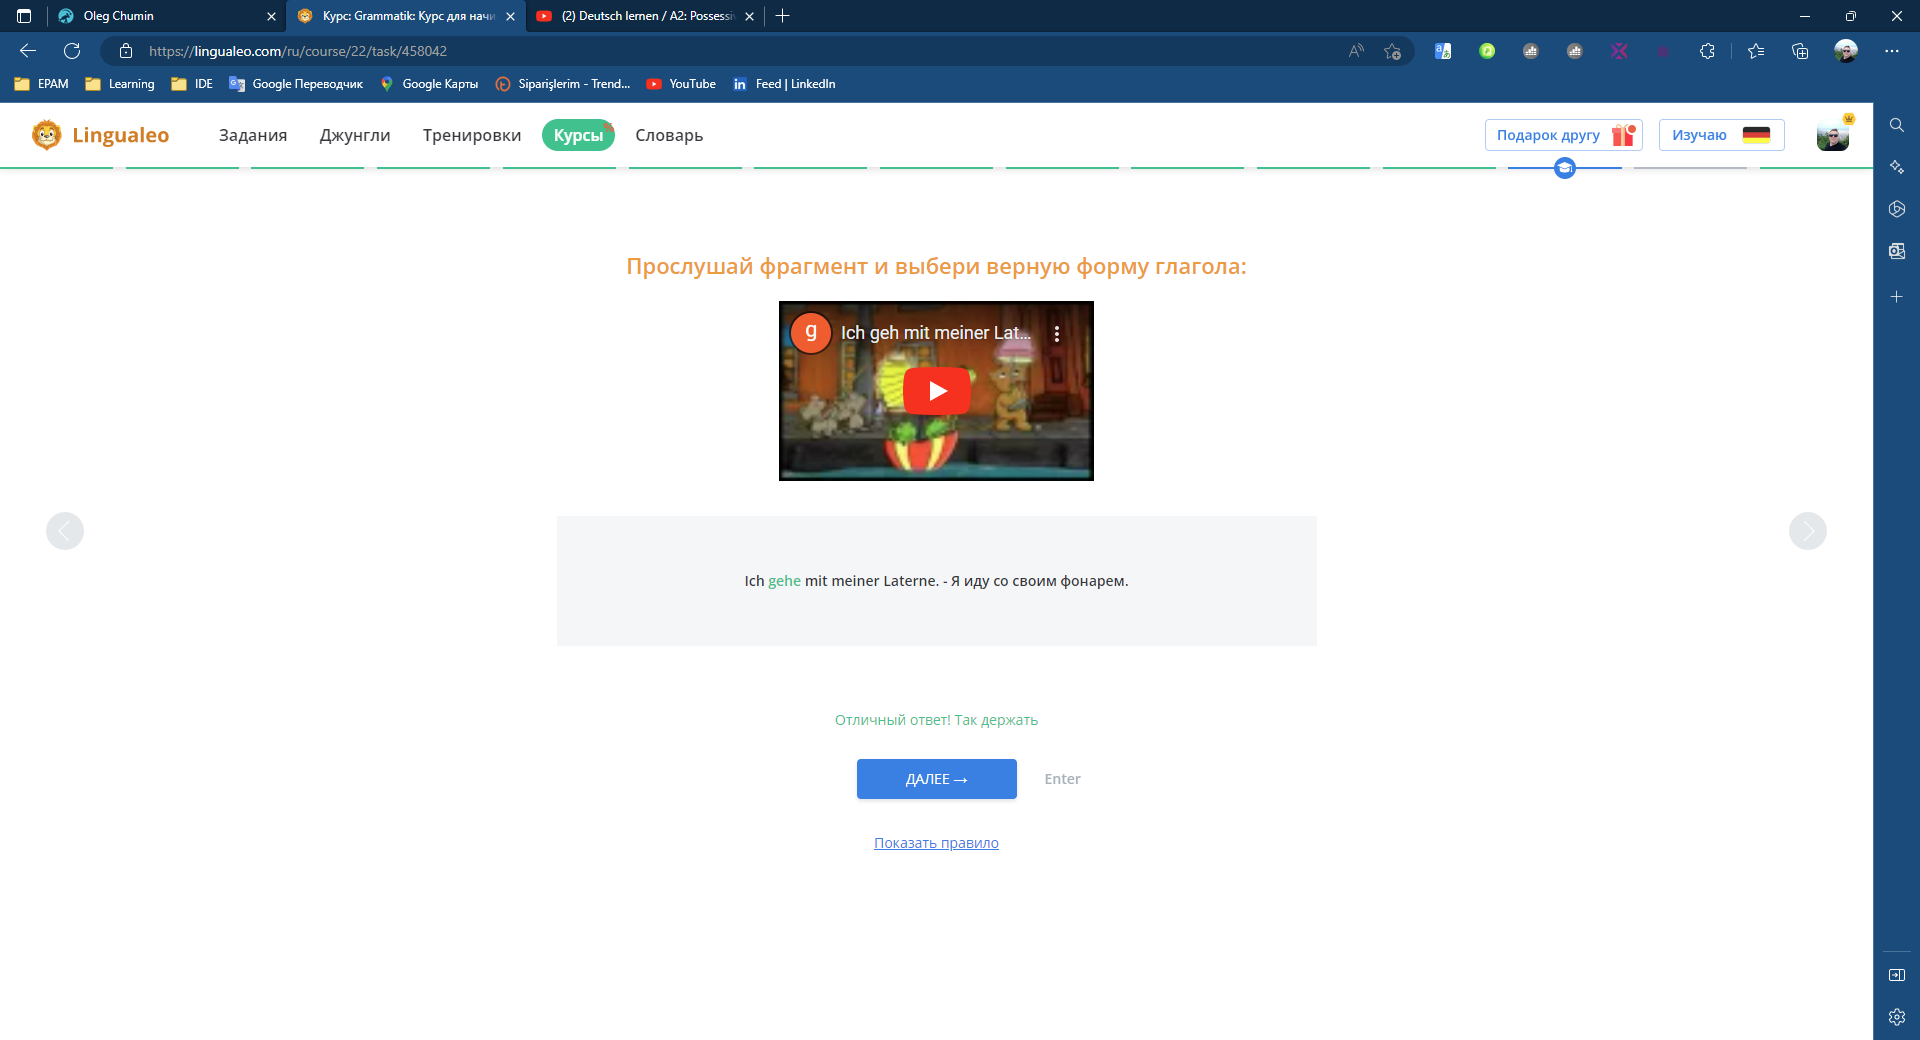 Oleg Chumin
Курс: Grammatik: Курс для начи
(2) Deutsch lernen / A2: Possessiv
https://lingualeo.com/ru/course/22/task/458042
EPAM
Learning
IDE
Google Переводчик
Google Карты
Siparişlerim - Trend...
YouTube
Feed | LinkedIn
Lingualeo
Задания
Джунгли
Тренировки
Курсы
Словарь
Подарок другу
Изучаю
Прослушай фрагмент и выбери верную форму глагола:
g
Ich geh mit meiner Lat...
Ich gehe mit meiner Laterne. - Я иду со своим фонарем.
Отличный ответ! Так держать
ДАЛЕЕ →
Enter
Показать правило